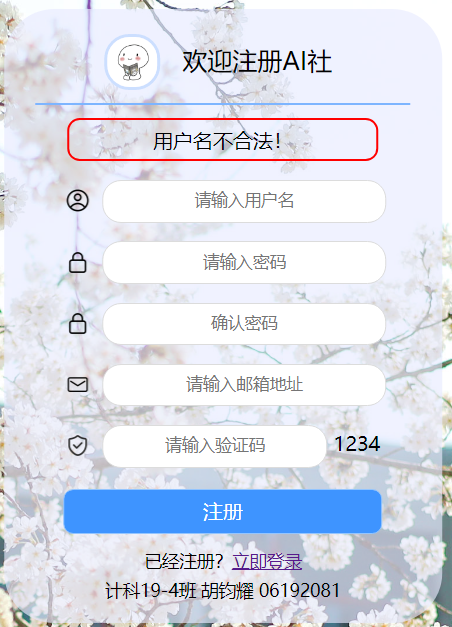 欢迎注册AI社
用户名不合法！
请输入用户名
请输入密码
确认密码
请输入邮箱地址
请输入验证码 1234
注册
已经注册？立即登录
计科19-4班 胡钧耀 06192081